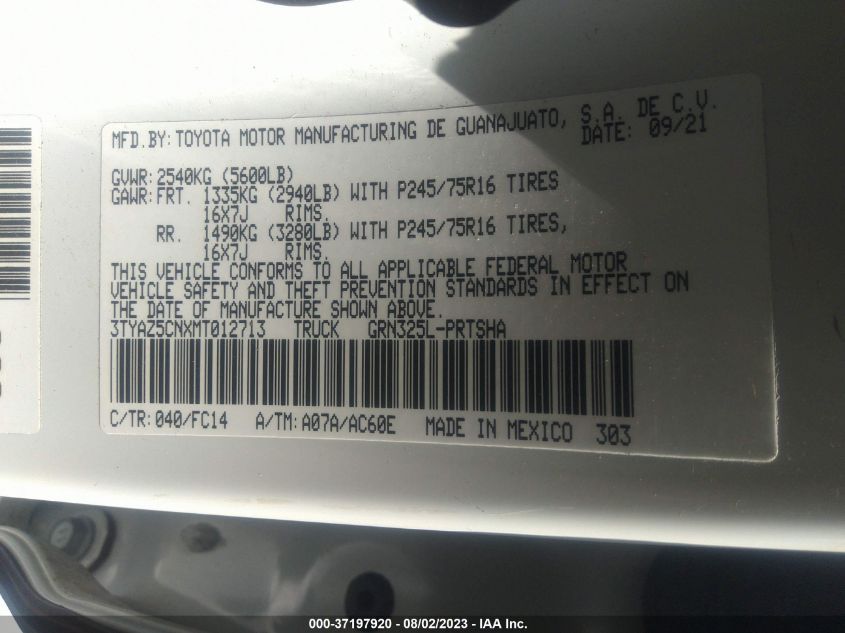 MFD.BY:TOYOTA MOTOR MANUFACTURING DE GUANAJUATO, S.A. DE C.V.
DATE: 09/21
GVWR:2540KG (5600LB)
GAWR:FRT. 1335KG (2940LB) WITH P245/75R16 TIRES
16X7J RIMS.
RR. 1490KG (3280LB) WITH P245/75R16 TIRES,
16X7J RIMS.
THIS VEHICLE CONFORMS TO ALL APPLICABLE FEDERAL MOTOR
VEHICLE SAFETY AND THEFT PREVENTION STANDARDS IN EFFECT ON
THE DATE OF MANUFACTURE SHOWN ABOVE.
3TYAZ5CNXMT012713 TRUCK GRN325L-PRTSHA
C/TR:040/FC14 A/TM:A07A/AC60E MADE IN MEXICO 303
000-37197920 - 08/02/2023 - IAA Inc.